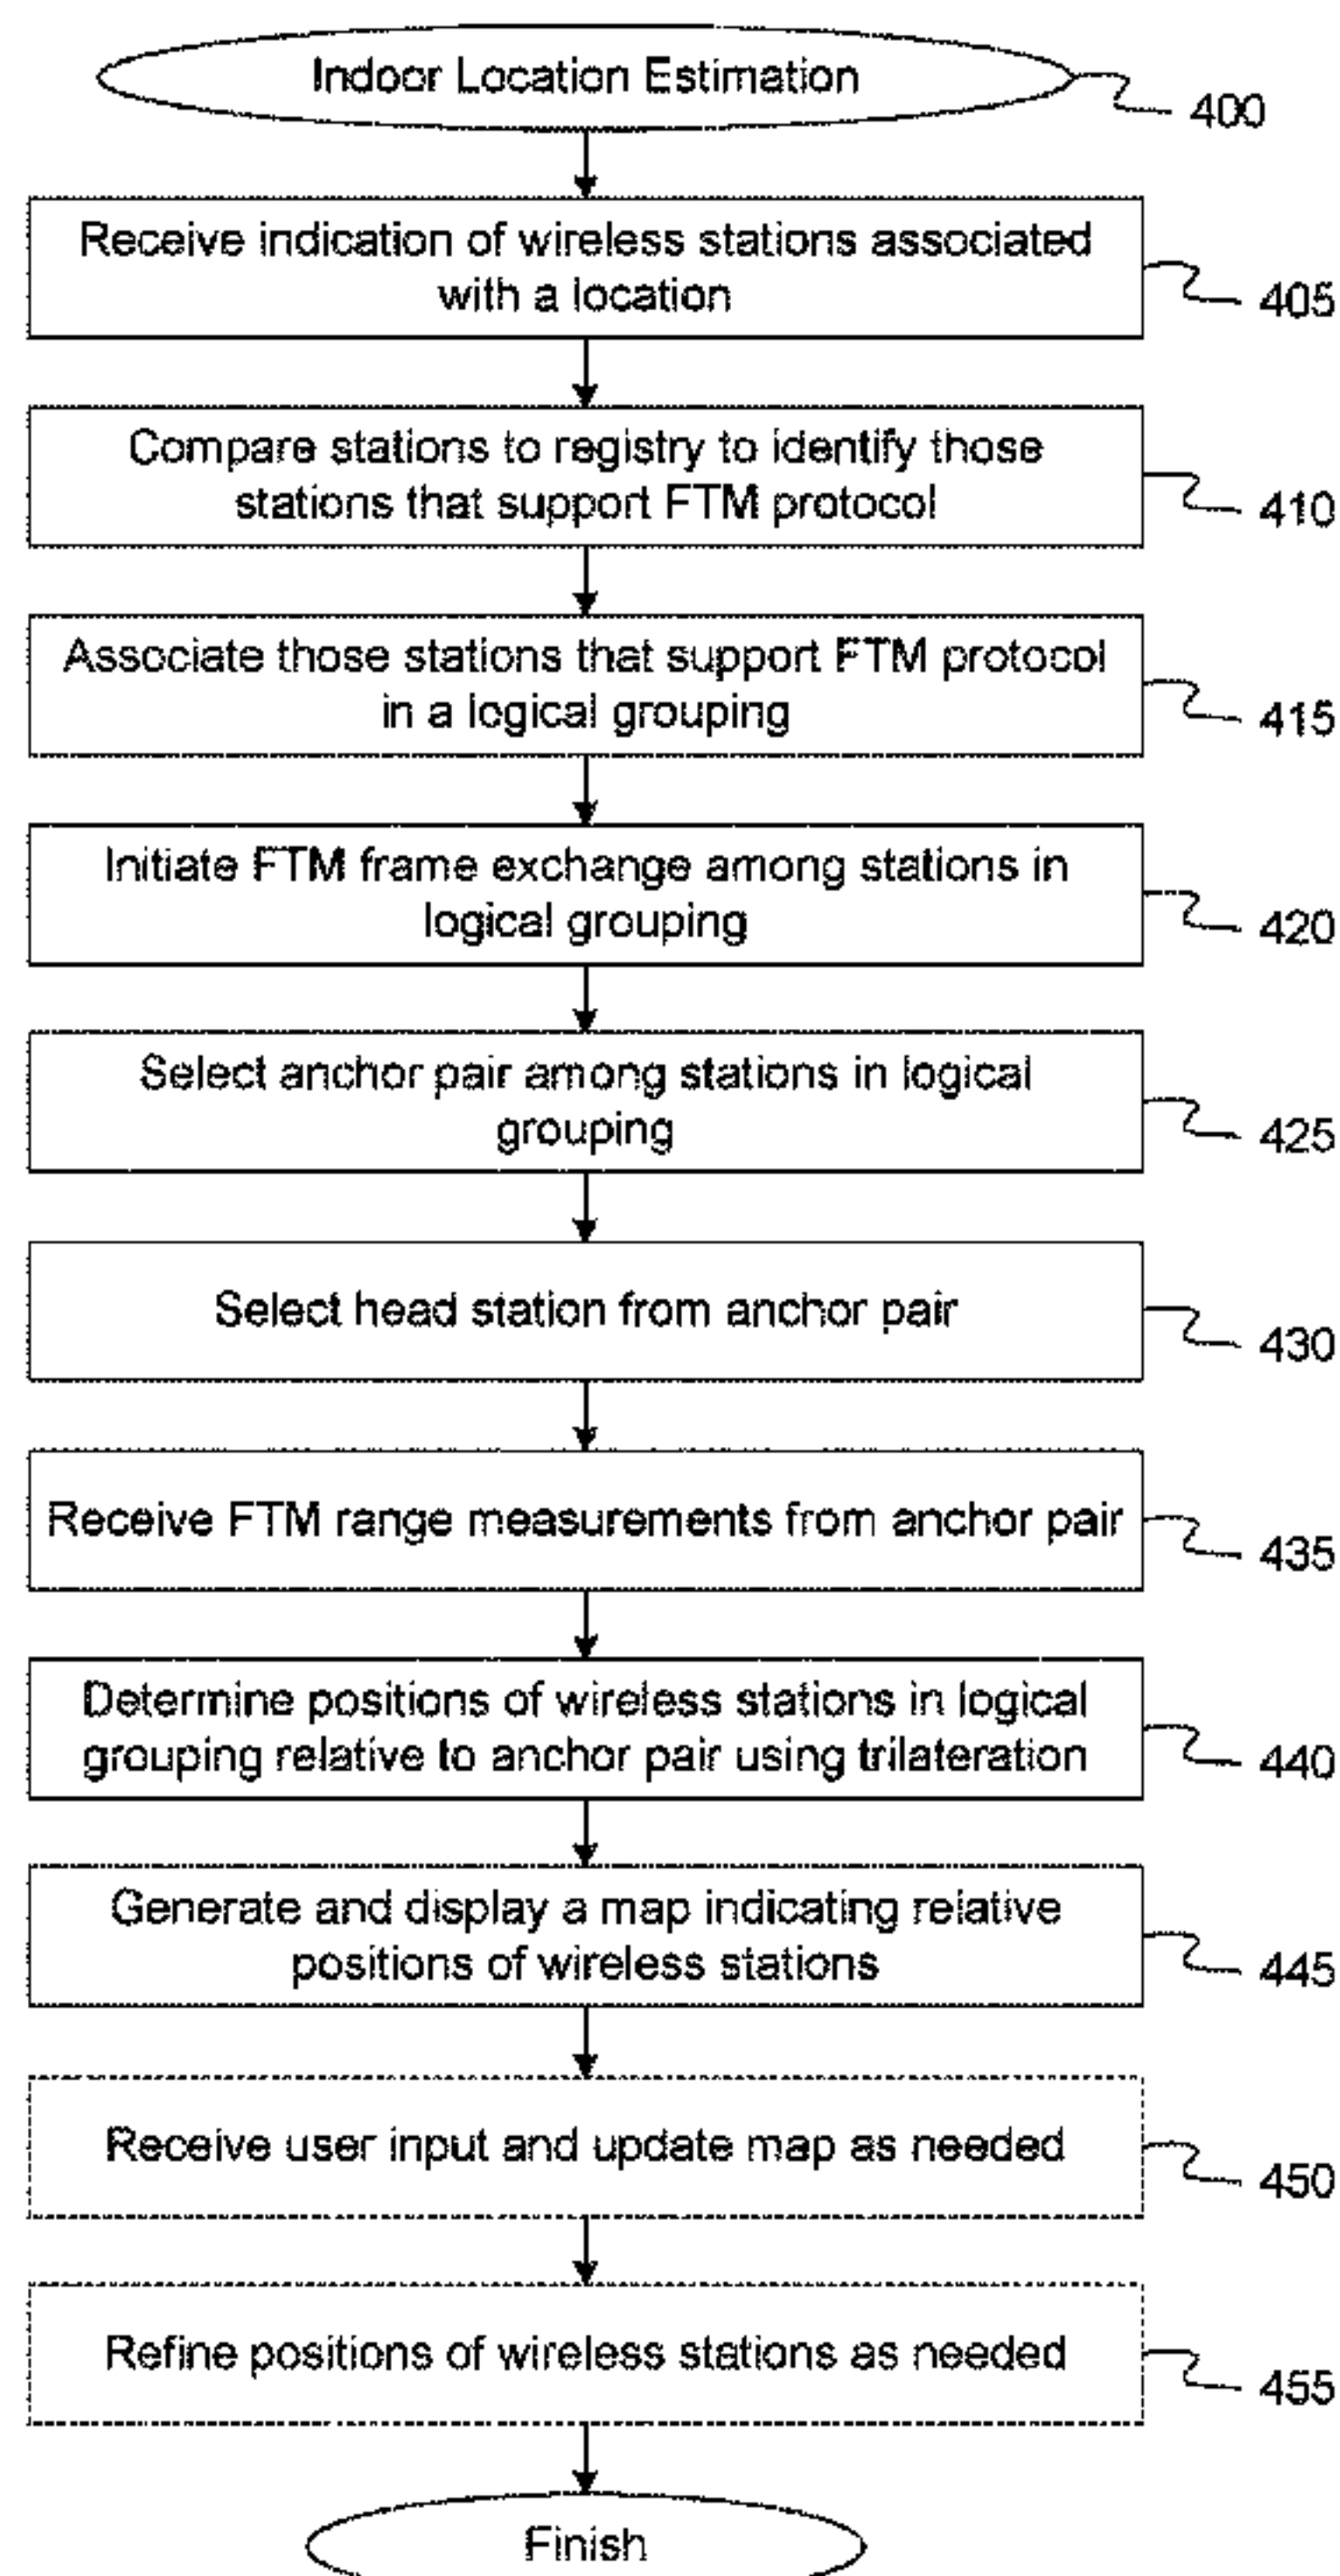 Indoor Location Estimation
400
Receive indication of wireless stations associated
with a location
405
Compare stations to registry to identify those
stations that support FTM protocol
410
Associate those stations that support FTM protocol
in a logical grouping
415
Initiate FTM frame exchange among stations in
logical grouping
420
Select anchor pair among stations in logical
grouping
425
Select head station from anchor pair
430
Receive FTM range measurements from anchor pair
435
Determine positions of wireless stations in logical
grouping relative to anchor pair using trilateration
440
Generate and display a map indicating relative
positions of wireless stations
445
Receive user input and update map as needed
450
Refine positions of wireless stations as needed
455
Finish